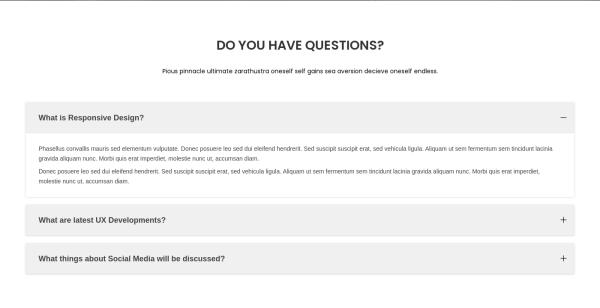 DO YOU HAVE QUESTIONS?
Pious pinnacle ultimate zarathustra oneself self gains sea aversion decieve oneself endless.
What is Responsive Design?
Phasellus convallis mauris sed elementum vulputate. Donec posuere leo sed dui eleifend hendrerit. Sed suscipit suscipit erat, sed vehicula ligula. Aliquam ut sem fermentum sem tincidunt lacinia
gravida aliquam nunc. Morbi quis erat imperdiet, molestie nunc ut, accumsan diam.
Donec posuere leo sed dui eleifend hendrerit. Sed suscipit suscipit erat, sed vehicula ligula. Aliquam ut sem fermentum sem tincidunt lacinia gravida aliquam nunc. Morbi quis erat imperdiet,
molestie nunc ut, accumsan diam.
What are latest UX Developments?
What things about Social Media will be discussed?